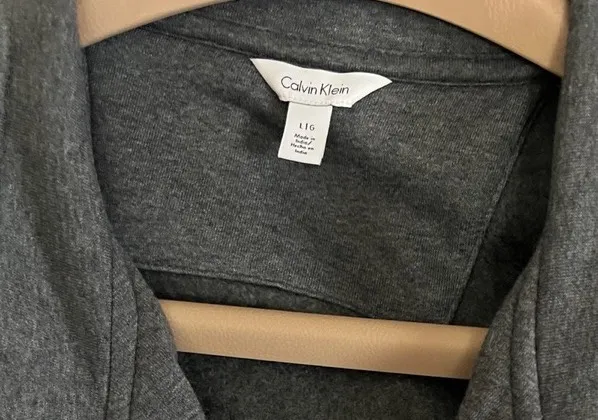 Calvin Klein
L I G
Made in
India/
Hecho en
India